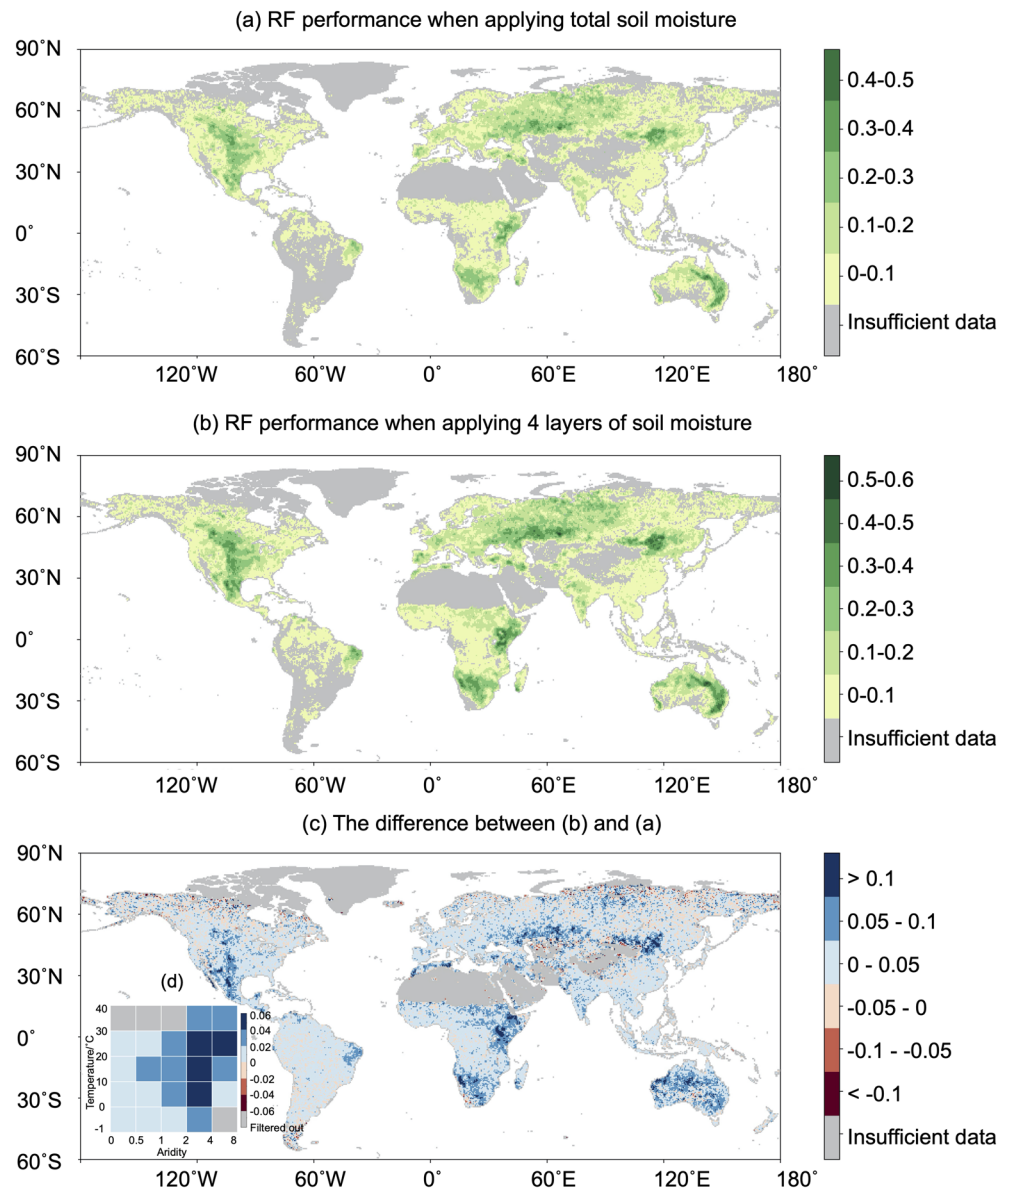 (a) RF performance when applying total soil moisture
90˚N
60˚N
30˚N
0˚
30˚S
60˚S
120˚W 60˚W 0˚ 60˚E 120˚E 180˚
0.4-0.5
0.3-0.4
0.2-0.3
0.1-0.2
0-0.1
Insufficient data
(b) RF performance when applying 4 layers of soil moisture
90˚N
60˚N
30˚N
0˚
30˚S
60˚S
120˚W 60˚W 0˚ 60˚E 120˚E 180˚
0.5-0.6
0.4-0.5
0.3-0.4
0.2-0.3
0.1-0.2
0-0.1
Insufficient data
(c) The difference between (b) and (a)
90˚N
60˚N
30˚N
0˚
30˚S
60˚S
120˚W 60˚W 0˚ 60˚E 120˚E 180˚
> 0.1
0.05 - 0.1
0 - 0.05
-0.05 - 0
-0.1 - -0.05
< -0.1
Insufficient data
(d)
Temperature/˚C
40
30
20
10
0
-1
0 0.5 1 2 4 8
Aridity
0.06
0.04
0.02
0
-0.02
-0.04
-0.06
Filtered out